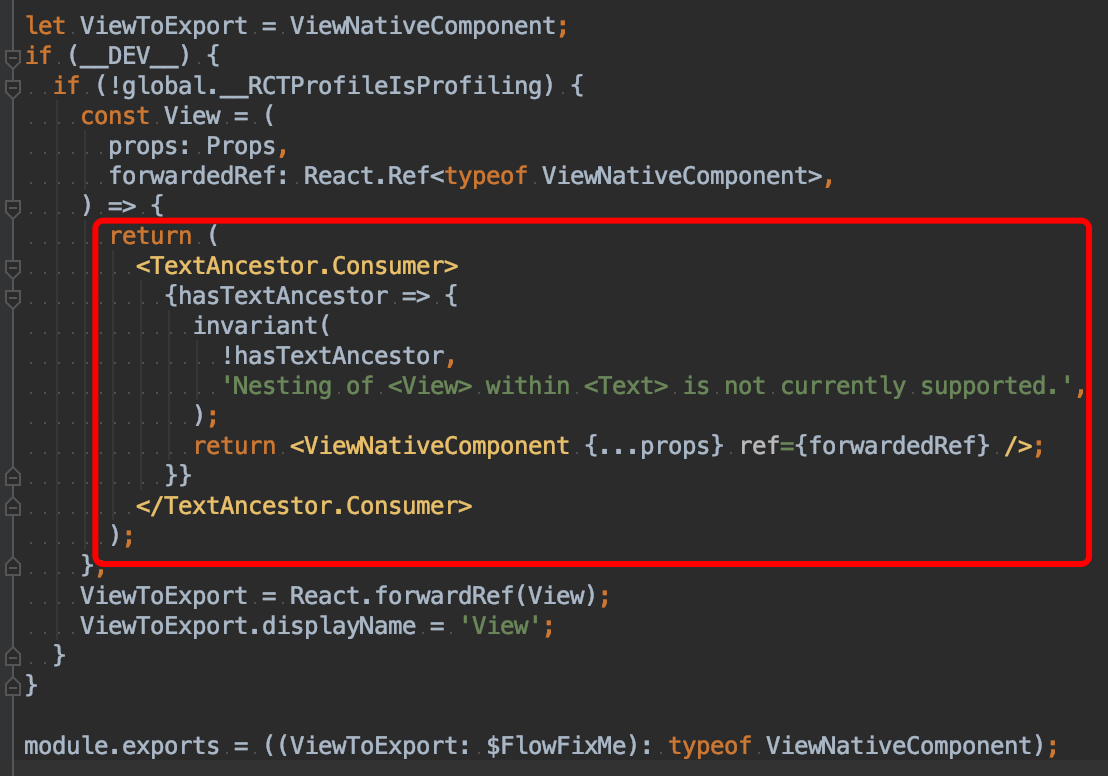 let ViewToExport = ViewNativeComponent;
if (__DEV__) {
  if (!global.__RCTProfileIsProfiling) {
    const View = (
      props: Props,
      forwardedRef: React.Ref<typeof ViewNativeComponent>,
    ) => {
      return (
        <TextAncestor.Consumer>
          {hasTextAncestor => {
            invariant(
              !hasTextAncestor,
              'Nesting of <View> within <Text> is not currently supported.',
            );
            return <ViewNativeComponent {...props} ref={forwardedRef} />;
          }}
        </TextAncestor.Consumer>
      );
    };
    ViewToExport = React.forwardRef(View);
    ViewToExport.displayName = 'View';
  }
}
module.exports = ((ViewToExport: $FlowFixMe): typeof ViewNativeComponent);